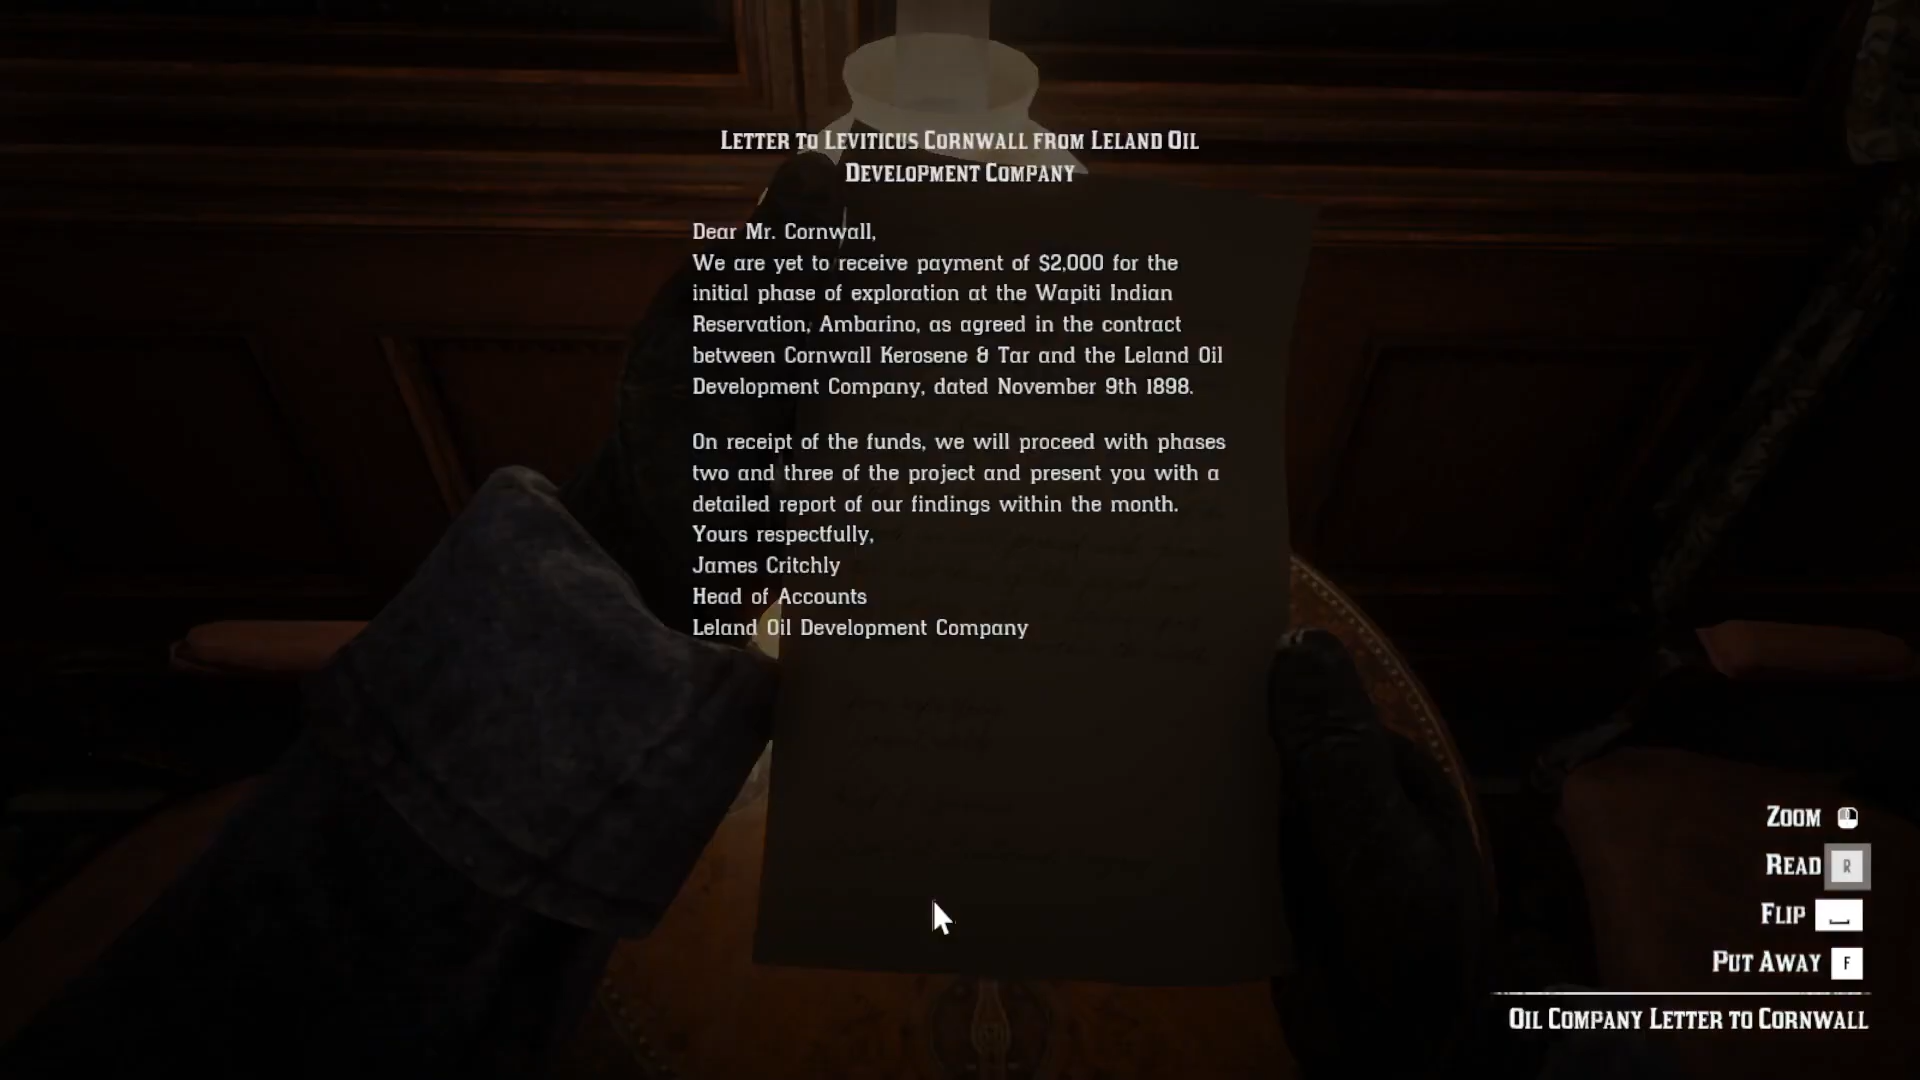 Letter to Leviticus Cornwall from Leland Oil
Development Company
Dear Mr. Cornwall,
We are yet to receive payment of $2,000 for the
initial phase of exploration at the Wapiti Indian
Reservation, Ambarino, as agreed in the contract
between Cornwall Kerosene & Tar and the Leland Oil
Development Company, dated November 9th 1898.
On receipt of the funds, we will proceed with phases
two and three of the project and present you with a
detailed report of our findings within the month.
Yours respectfully,
James Critchly
Head of Accounts
Leland Oil Development Company
Zoom
Read R
Flip
Put Away F
Oil Company Letter to Cornwall